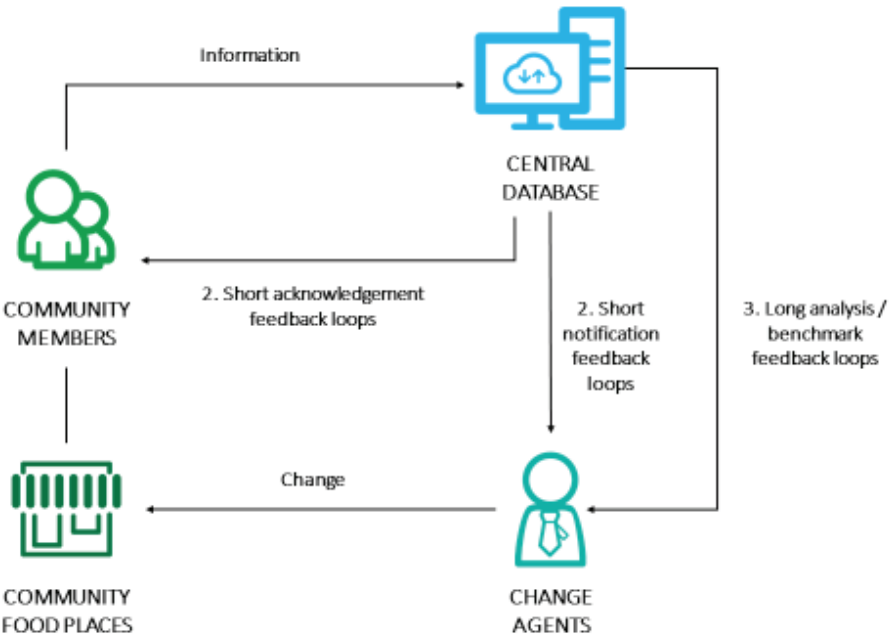 Information
CENTRAL
DATABASE
COMMUNITY
MEMBERS
2. Short acknowledgement
feedback loops
2. Short
notification
feedback
loops
3. Long analysis /
benchmark
feedback loops
Change
COMMUNITY
FOOD PLACES
CHANGE
AGENTS